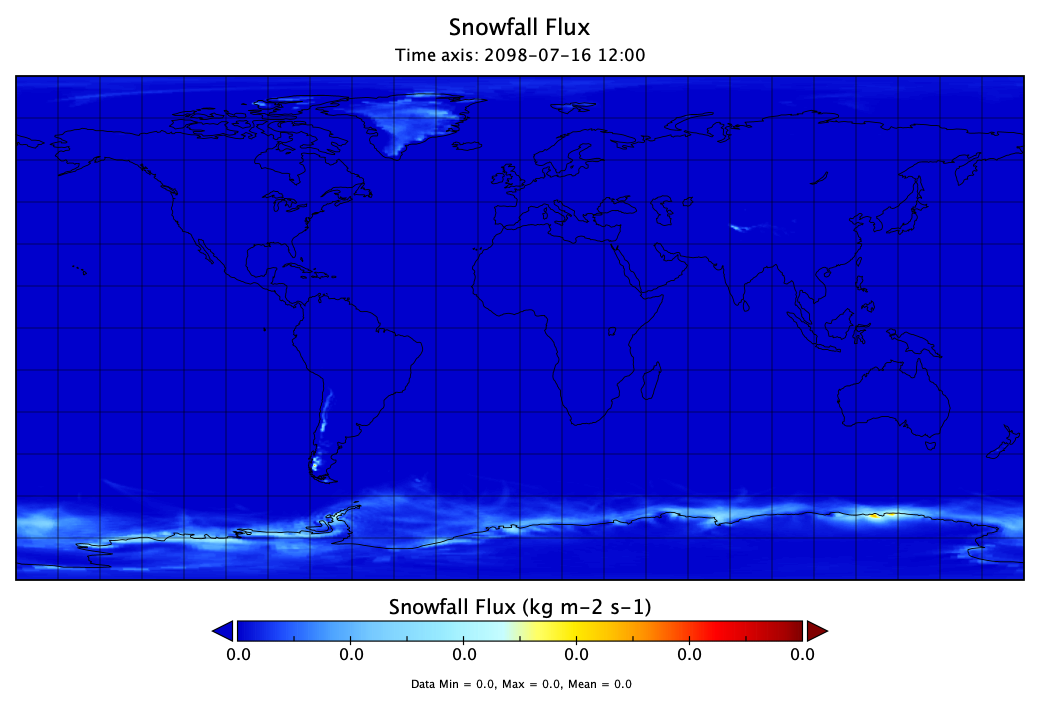 Snowfall Flux
Time axis: 2098-07-16 12:00
Snowfall Flux (kg m-2 s-1)
0.0 0.0 0.0 0.0 0.0 0.0
Data Min = 0.0, Max = 0.0, Mean = 0.0